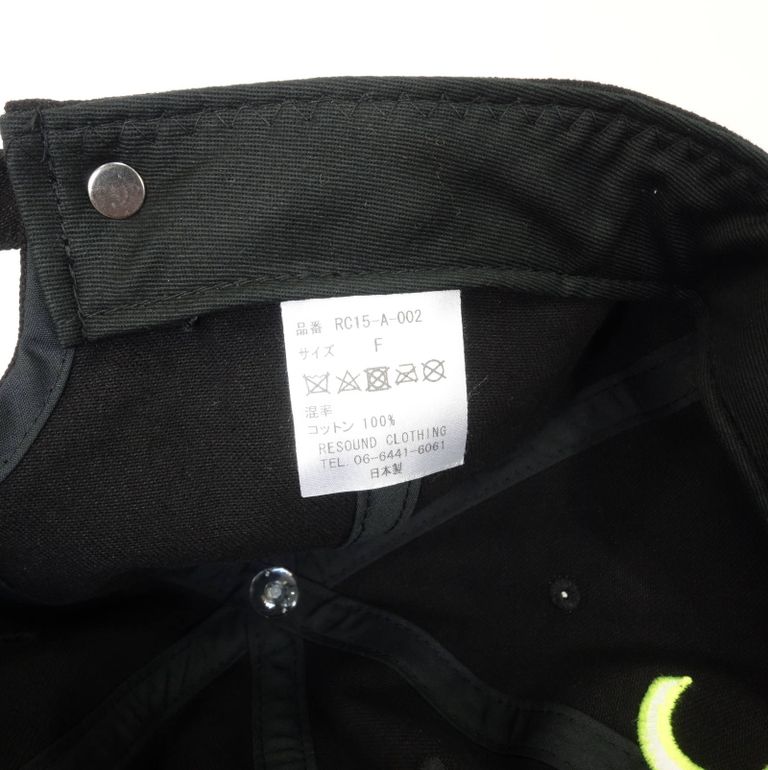 品番 RC15-A-002
サイズ F
混率
コットン 100%
RESOUND CLOTHING
TEL. 06-6441-6061
日本製